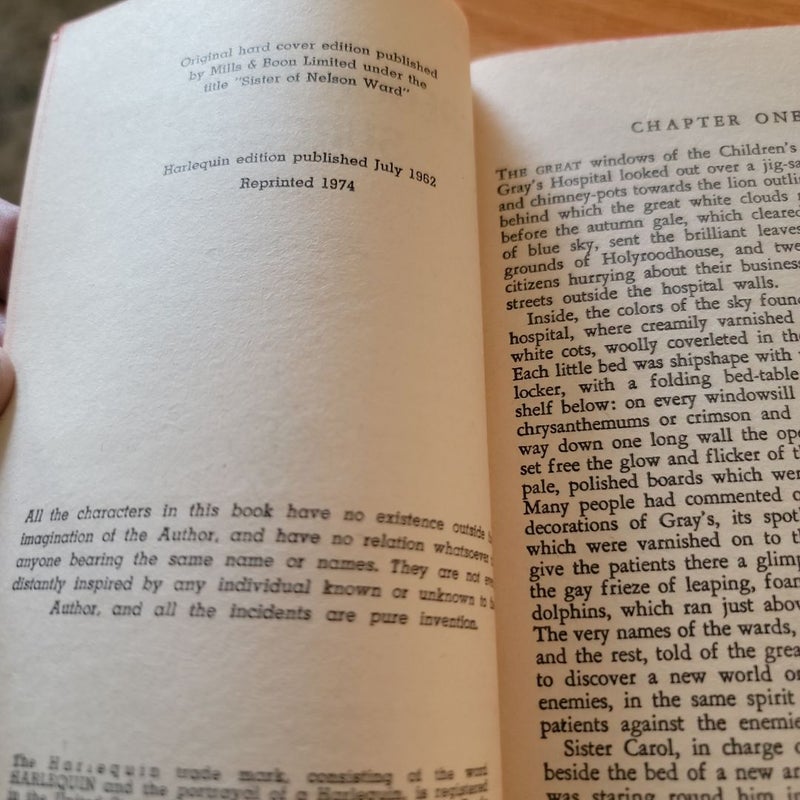 Original hard cover edition published
by Mills & Boon Limited under the
title "Sister of Nelson Ward"
Harlequin edition published July 1962
Reprinted 1974
All the characters in this book have no existence outside
imagination of the Author, and have no relation whatsoever
anyone bearing the same name or names. They are not
distantly inspired by any individual known or unknown to
Author, and all the incidents are pure invention.
The Harlequin trade mark, consisting of the word
HARLEQUIN and the portrayal of a Harlequin, is registered
CHAPTER ONE
THE GREAT windows of the Children's
Gray's Hospital looked out over a jig-sa
and chimney-pots towards the lion outli
behind which the great white clouds
before the autumn gale, which cleared
of blue sky, sent the brilliant leaves
grounds of Holyroodhouse, and twe
citizens hurrying about their business
streets outside the hospital walls.
Inside, the colors of the sky foun
hospital, where creamily varnished
white cots, woolly coverleted in th
Each little bed was shipshape with
locker, with a folding bed-table
shelf below: on every windowsill
chrysanthemums or crimson and
way down one long wall the ope
set free the glow and flicker of t
pale, polished boards which wer
Many people had commented o
decorations of Gray's, its spot
which were varnished on to th
give the patients there a glimp
the gay frieze of leaping, foam
dolphins, which ran just abov
The very names of the wards,
and the rest, told of the grea
to discover a new world or
enemies, in the same spirit
patients against the enemie
Sister Carol, in charge o
beside the bed of a new ar
was staring round him in